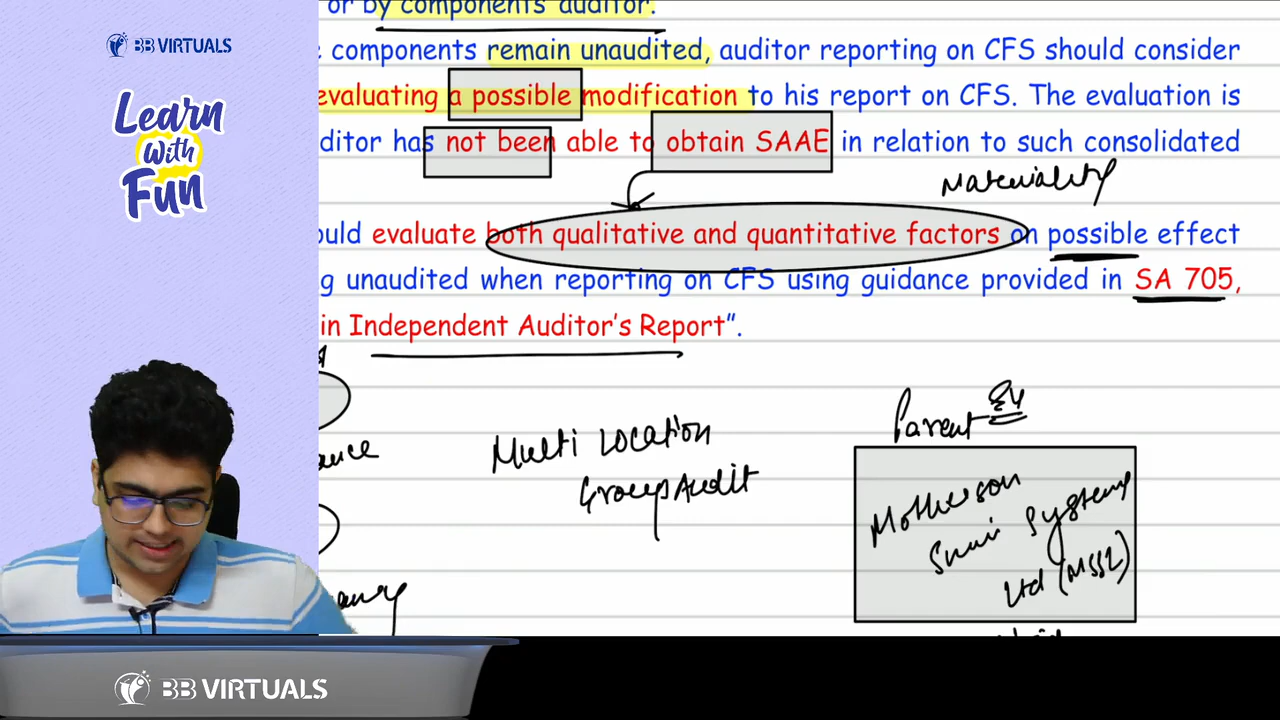 BB VIRTUALS
Learn
With
Fun
or by components auditor.
components remain unaudited, auditor reporting on CFS should consider
evaluating a possible modification to his report on CFS. The evaluation is
ditor has not been able to obtain SAAE in relation to such consolidated
Materiality
ould evaluate both qualitative and quantitative factors on possible effect
g unaudited when reporting on CFS using guidance provided in SA 705,
in Independent Auditor's Report”.
Parent
Multi Location
Group Audit
ance
Motherson
Sumi Systems
Ltd (MSSL)
BB VIRTUALS